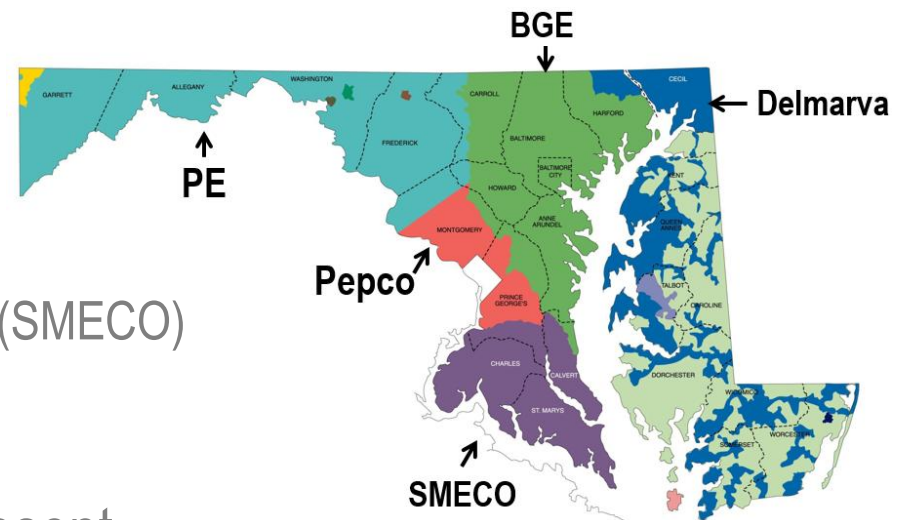 BGE
Delmarva
PE
Pepco
(SMECO)
SMECO
GARRETT
ALLEGANY
WASHINGTON
FREDERICK
CARROLL
BALTIMORE
HARFORD
CECIL
BALTIMORE
CITY
HOWARD
ANNE
ARUNDEL
MONTGOMERY
PRINCE
GEORGE'S
CHARLES
CALVERT
ST. MARYS
KENT
QUEEN
ANNES
TALBOT
CAROLINE
DORCHESTER
WICOMICO
SOMERSET
WORCESTER